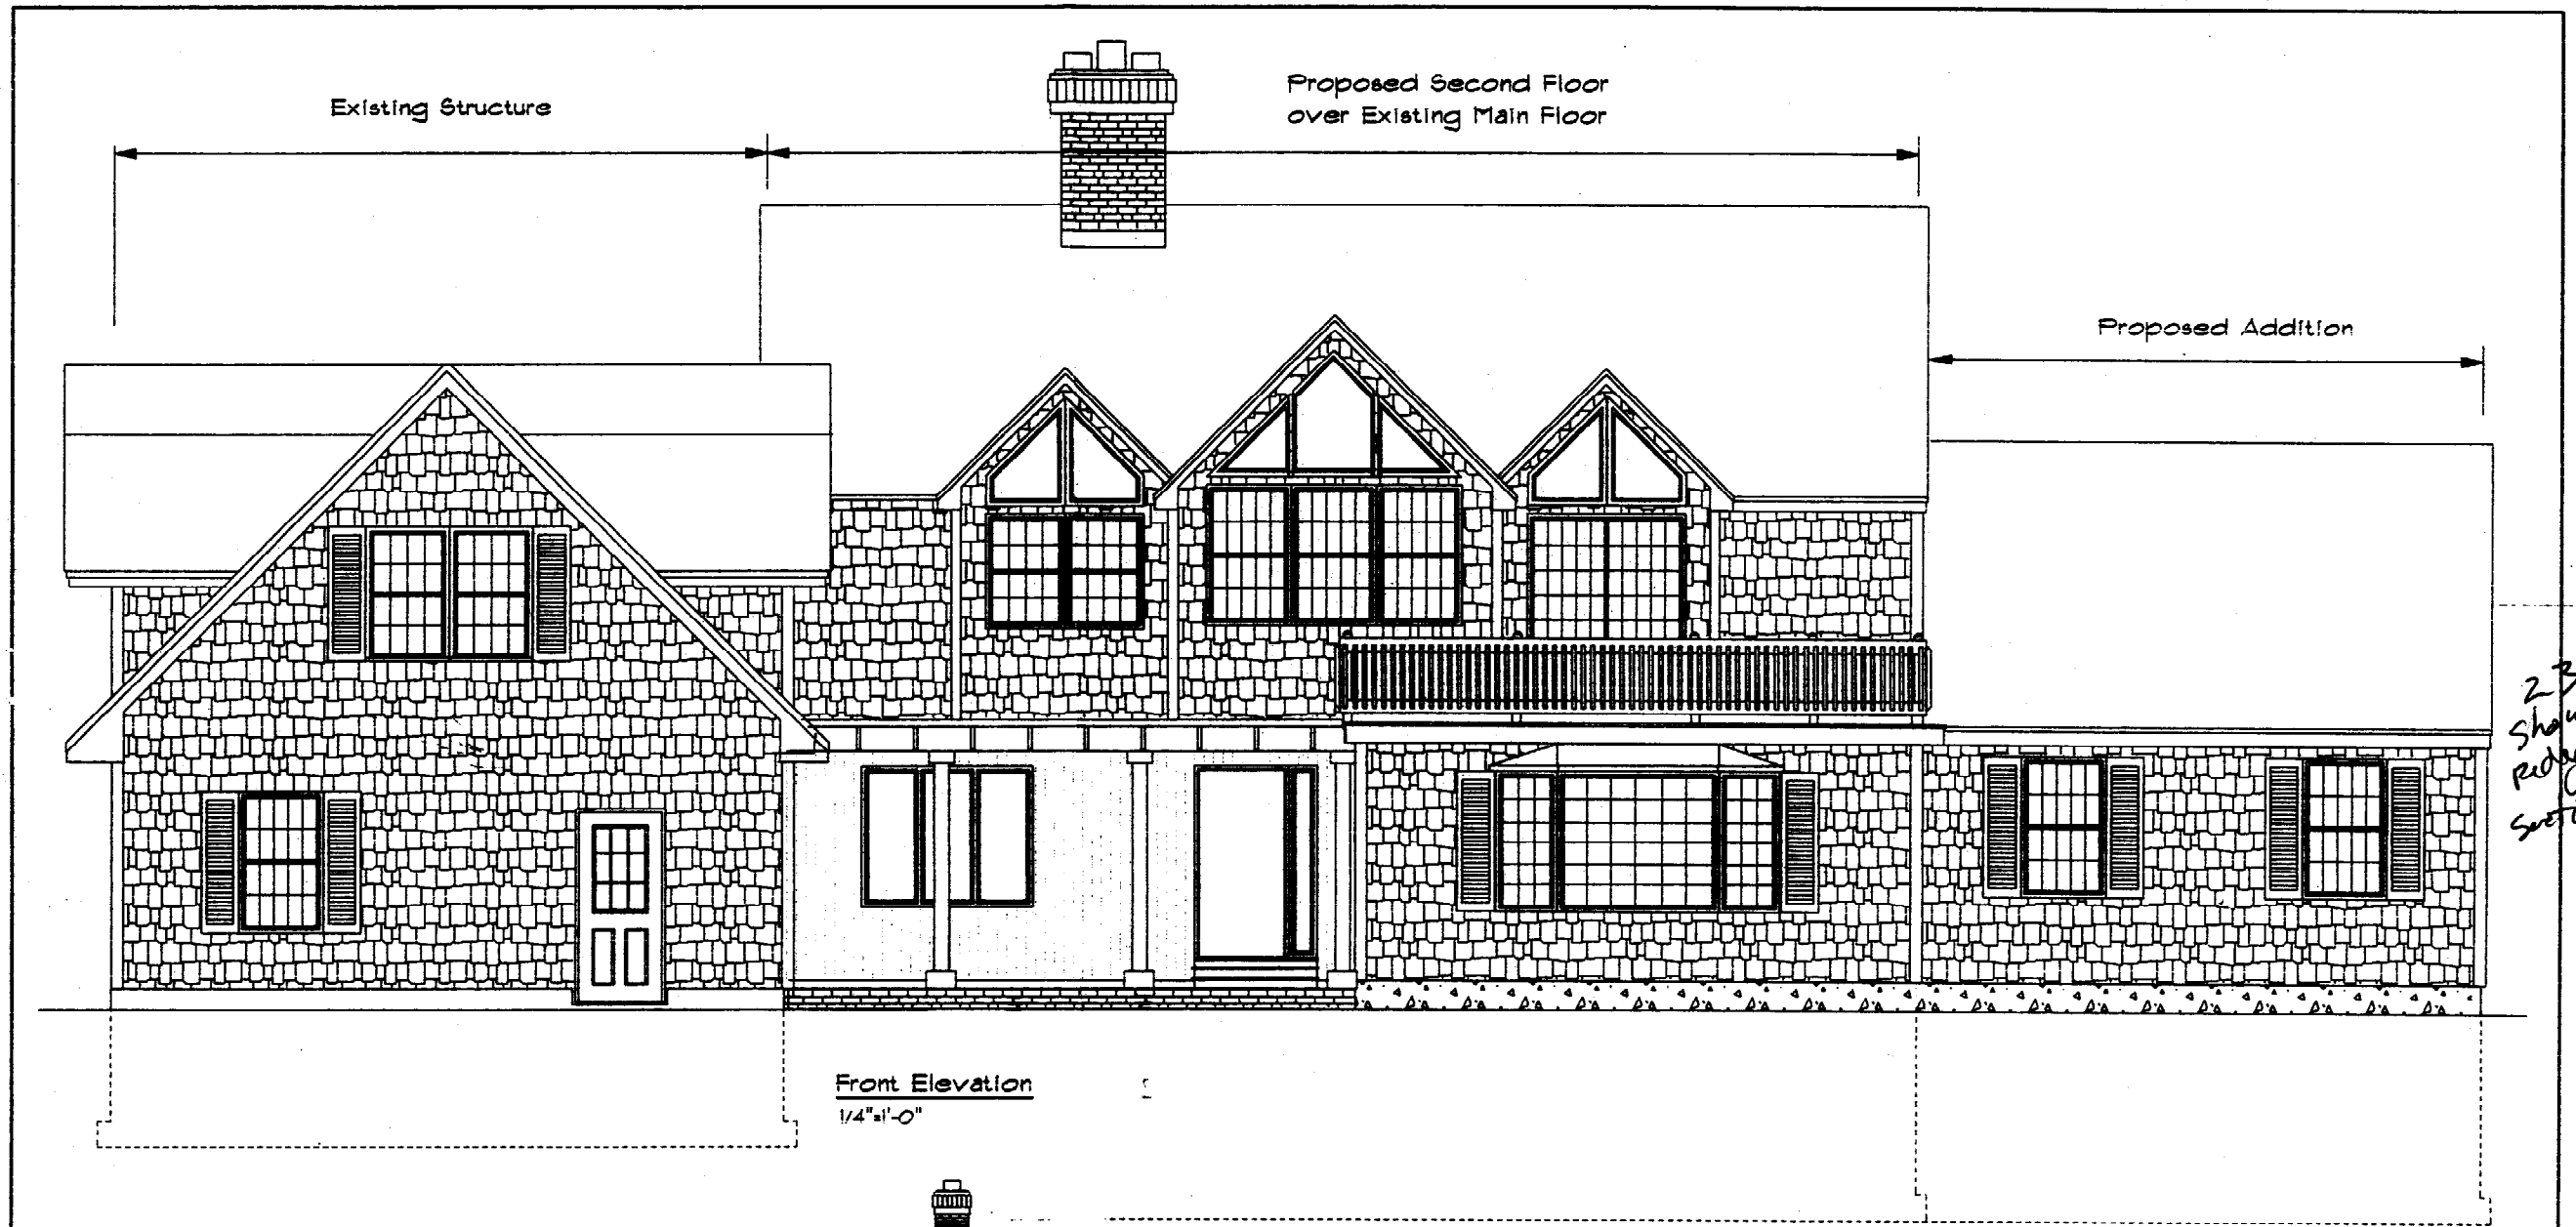 Existing Structure
Proposed Second Floor
over Existing Main Floor
Proposed Addition
Front Elevation
1/4"=1'-0"